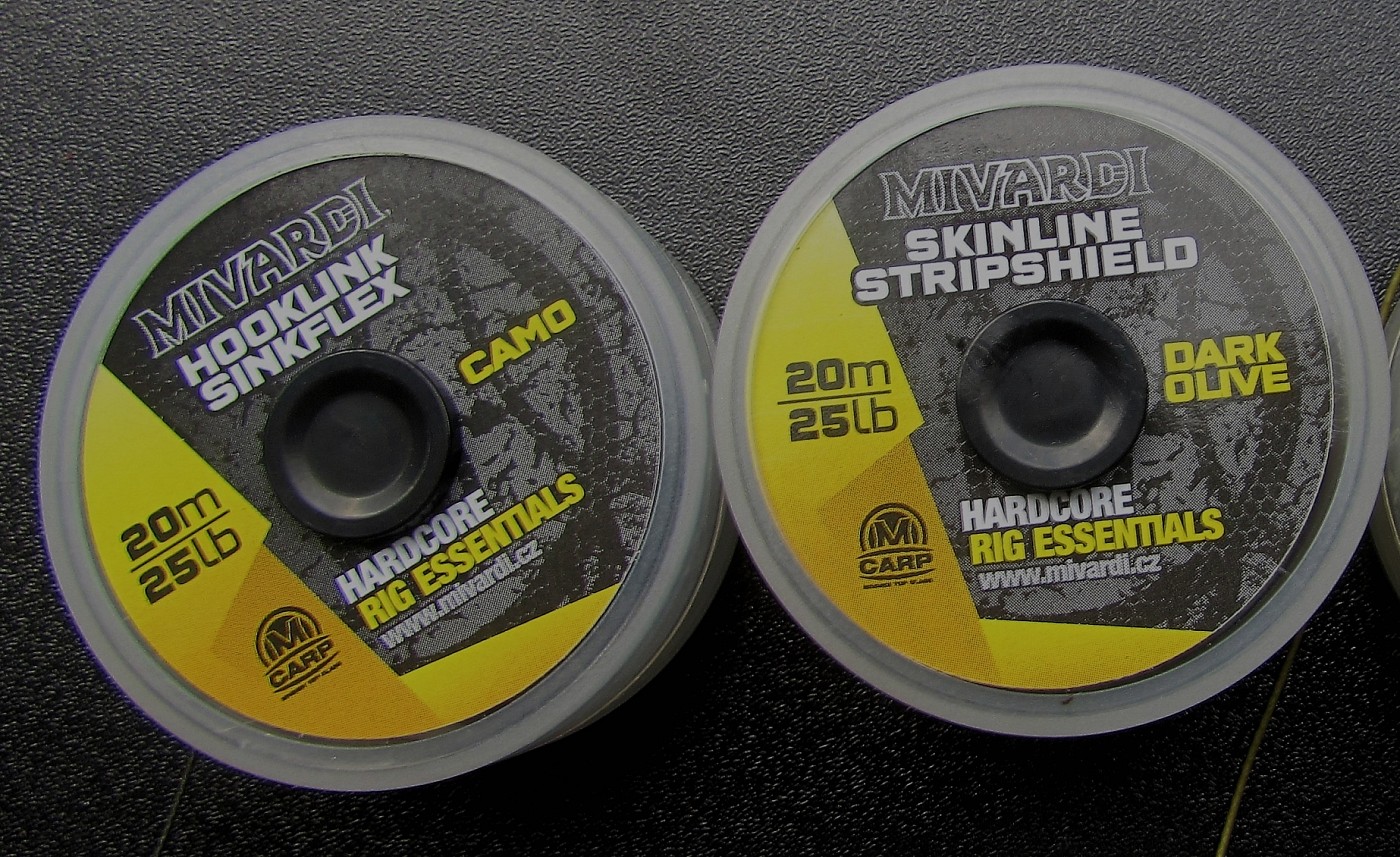 MIVARDI
HOOKLINK
SINKFLEX
CAMO
20m
25lb
HARDCORE
RIG ESSENTIALS
www.mivardi.cz
M
CARP
MIVARDI
SKINLINE
STRIPSHIELD
DARK
OLIVE
20m
25lb
HARDCORE
RIG ESSENTIALS
www.mivardi.cz
M
CARP